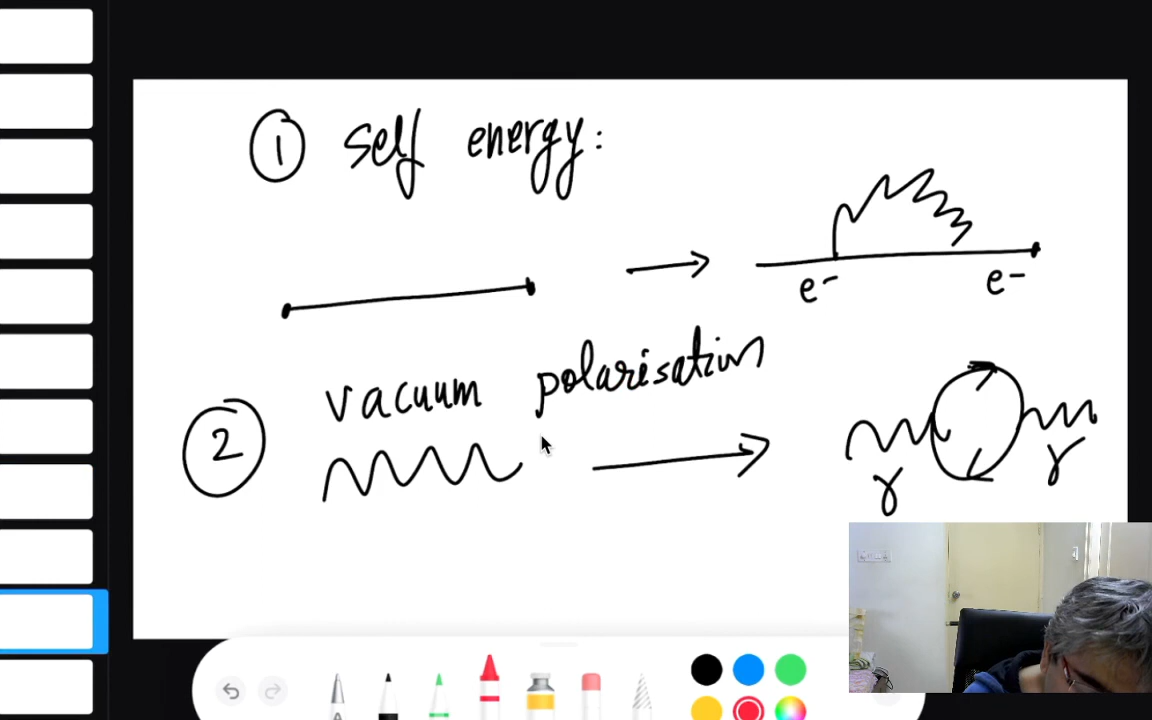 ① self energy:
e⁻ e⁻
② vacuum polarisation
γ γ